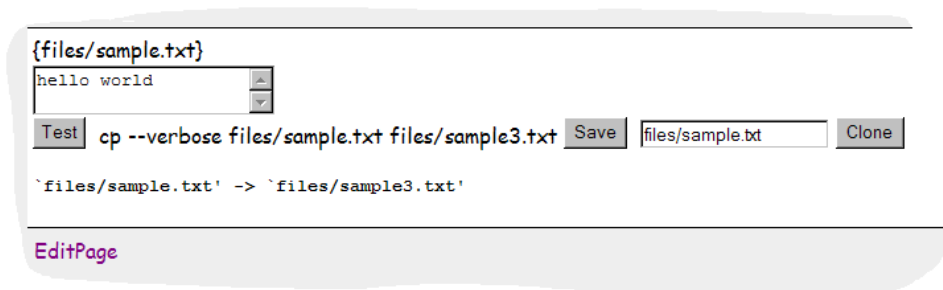 {files/sample.txt}
hello world
Test cp --verbose files/sample.txt files/sample3.txt Save files/sample.txt Clone
`files/sample.txt' -> `files/sample3.txt'
EditPage